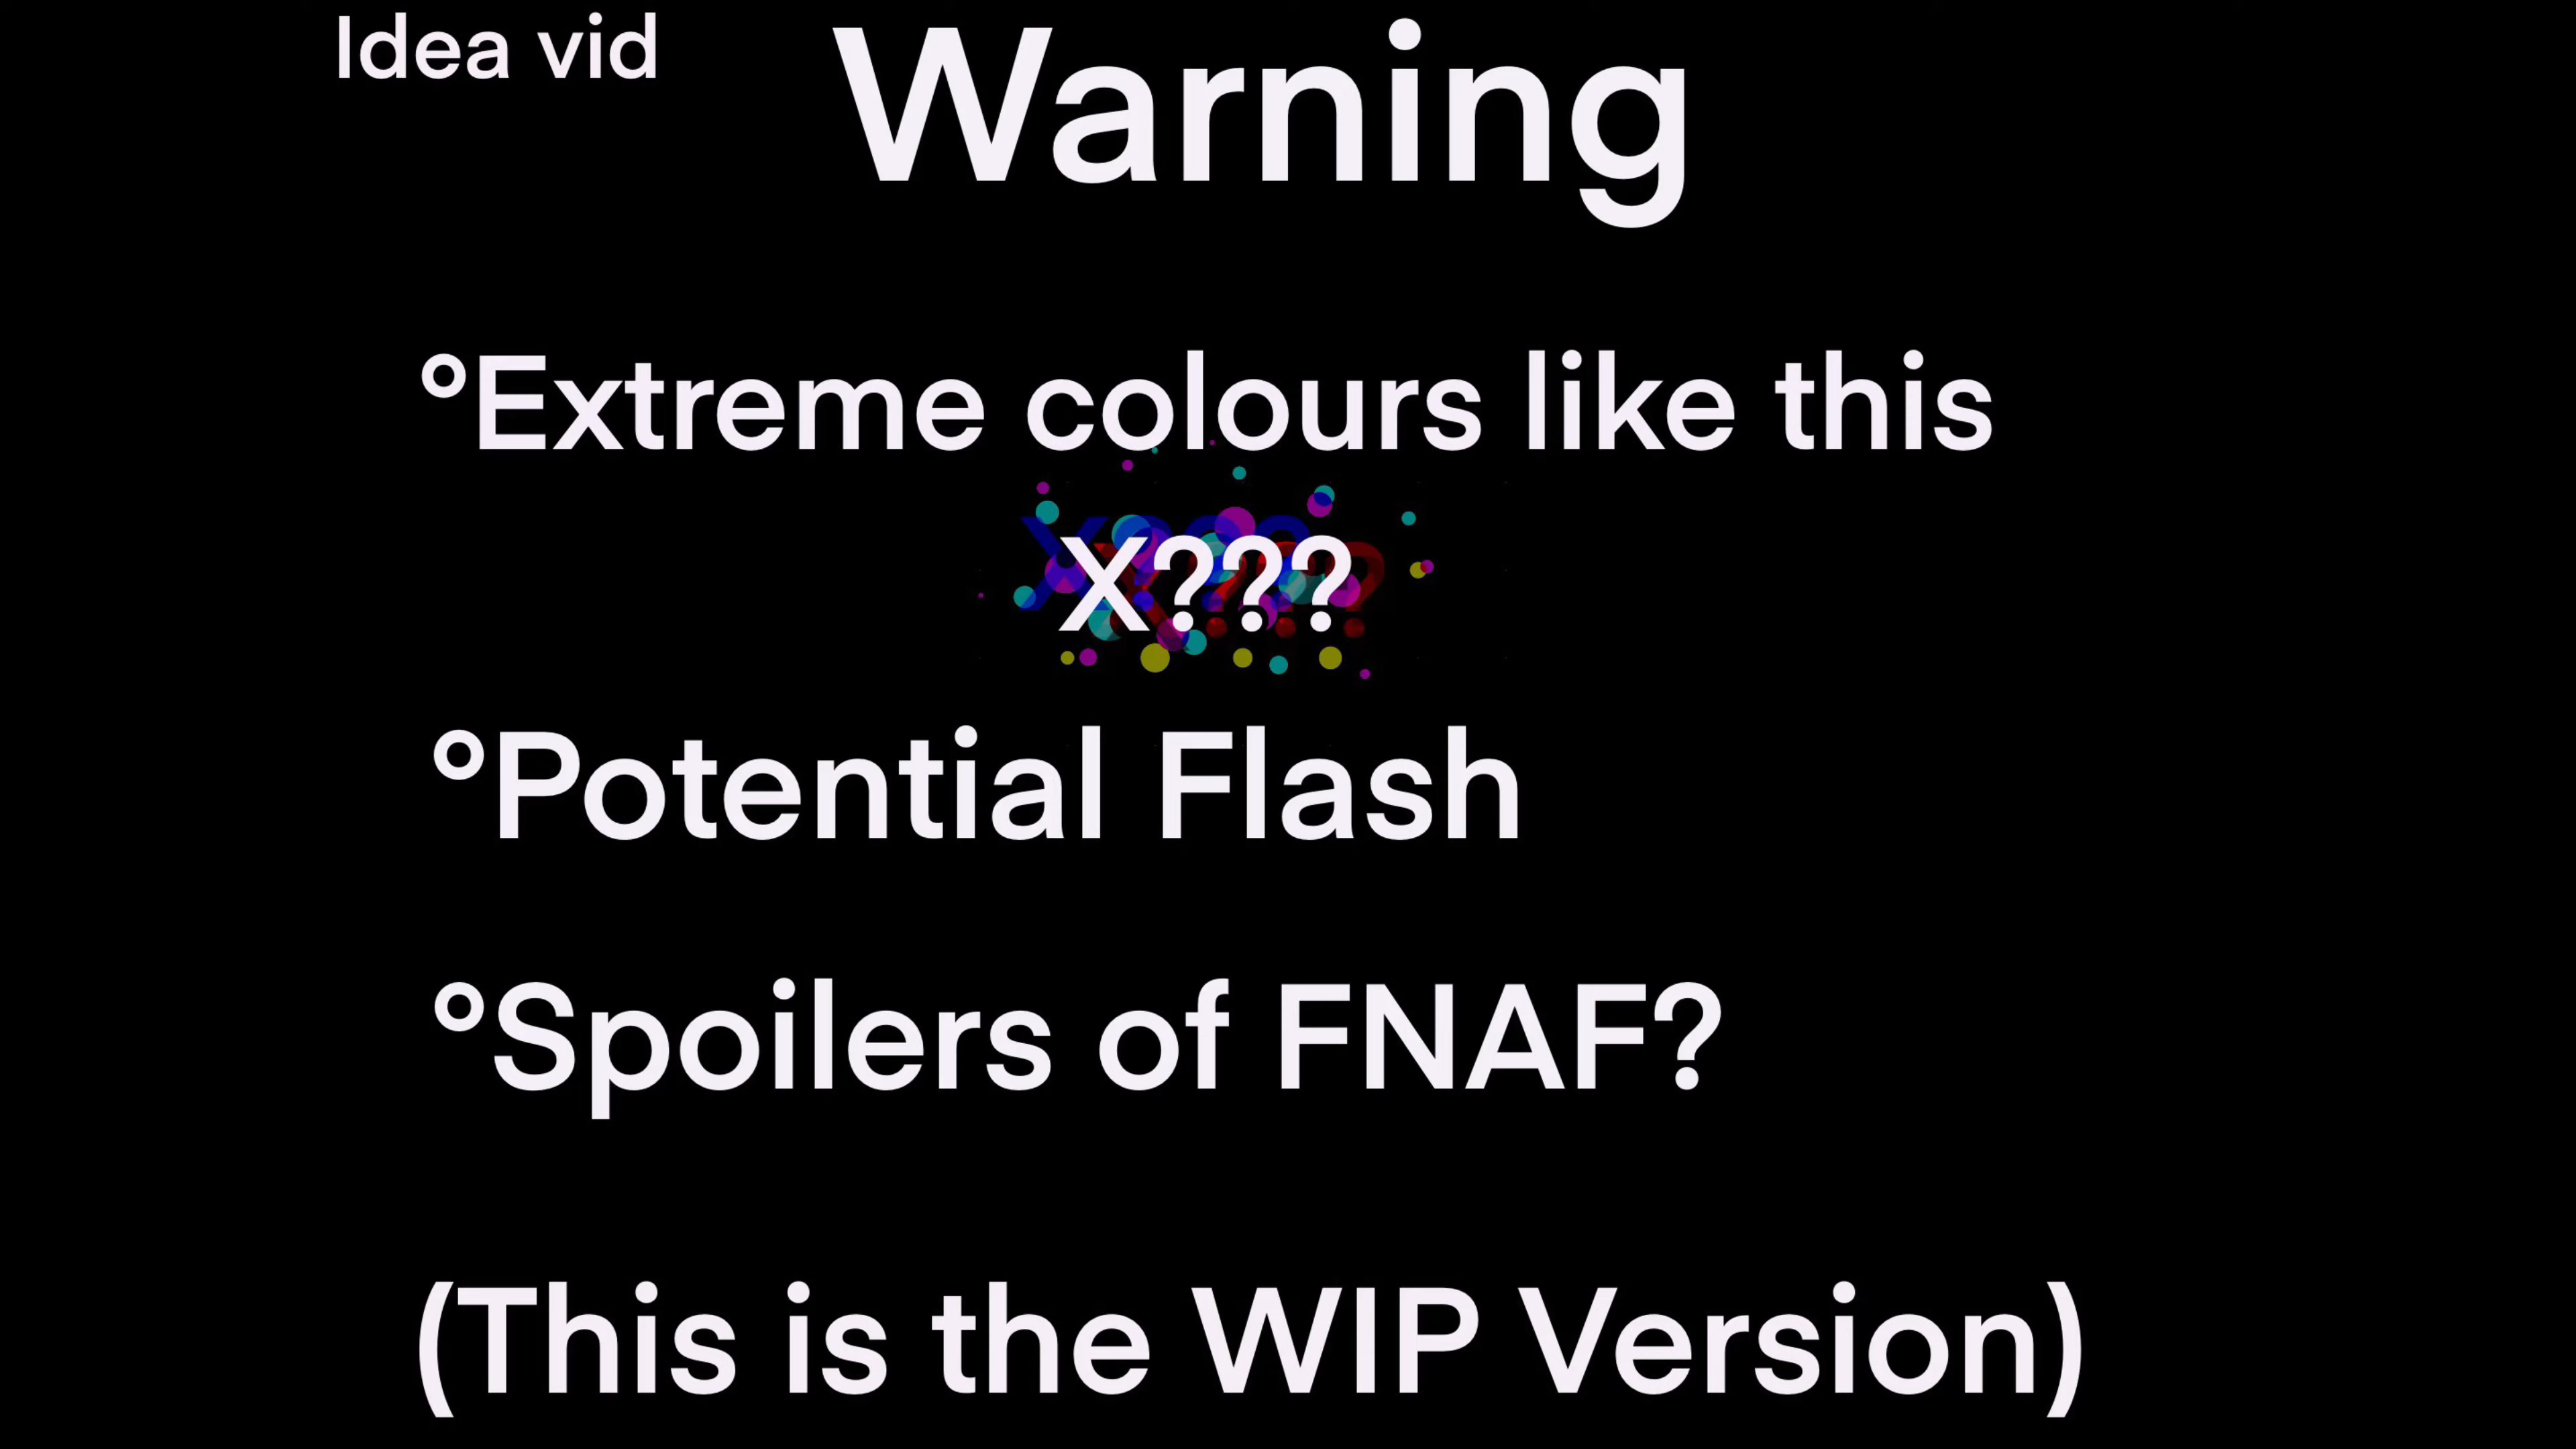 Idea vid
Warning
°Extreme colours like this
X???
°Potential Flash
°Spoilers of FNAF?
(This is the WIP Version)